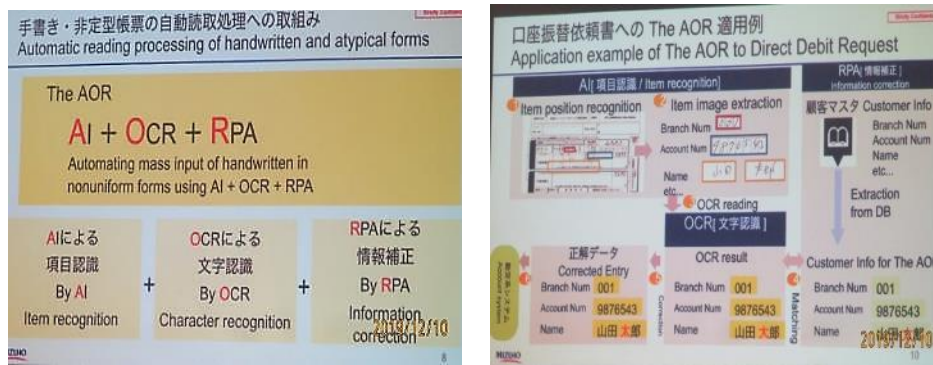 手書き・非定型帳票の自動読取処理への取組み
Automatic reading processing of handwritten and atypical forms
The AOR
AI + OCR + RPA
Automating mass input of handwritten in
nonuniform forms using AI + OCR + RPA
AIによる
項目認識
By AI
Item recognition
+
OCRによる
文字認識
By OCR
Character recognition
+
RPAによる
情報補正
By RPA
Information
correction
2019/12/10
MIZUHO
8
口座振替依頼書への The AOR 適用例
Application example of The AOR to Direct Debit Request
AI[ 項目認識 / Item recognition]
Item position recognition
Item image extraction
Branch Num
Account Num
Name
etc...
OCR reading
OCR[ 文字認識 ]
RPA[ 情報補正 ]
Information correction
顧客マスタ Customer Info
Branch Num
Account Num
Name
etc...
Extraction
from DB
Account system
正解データ
Corrected Entry
Branch Num 001
Account Num 9876543
Name 山田 太郎
Correction
OCR result
Branch Num 001
Account Num 9876543
Name 山田 大郎
Matching
Customer Info for The AO
Branch Num 001
Account Num 9876543
Name 山田 太郎
2019/12/10
MIZUHO
10